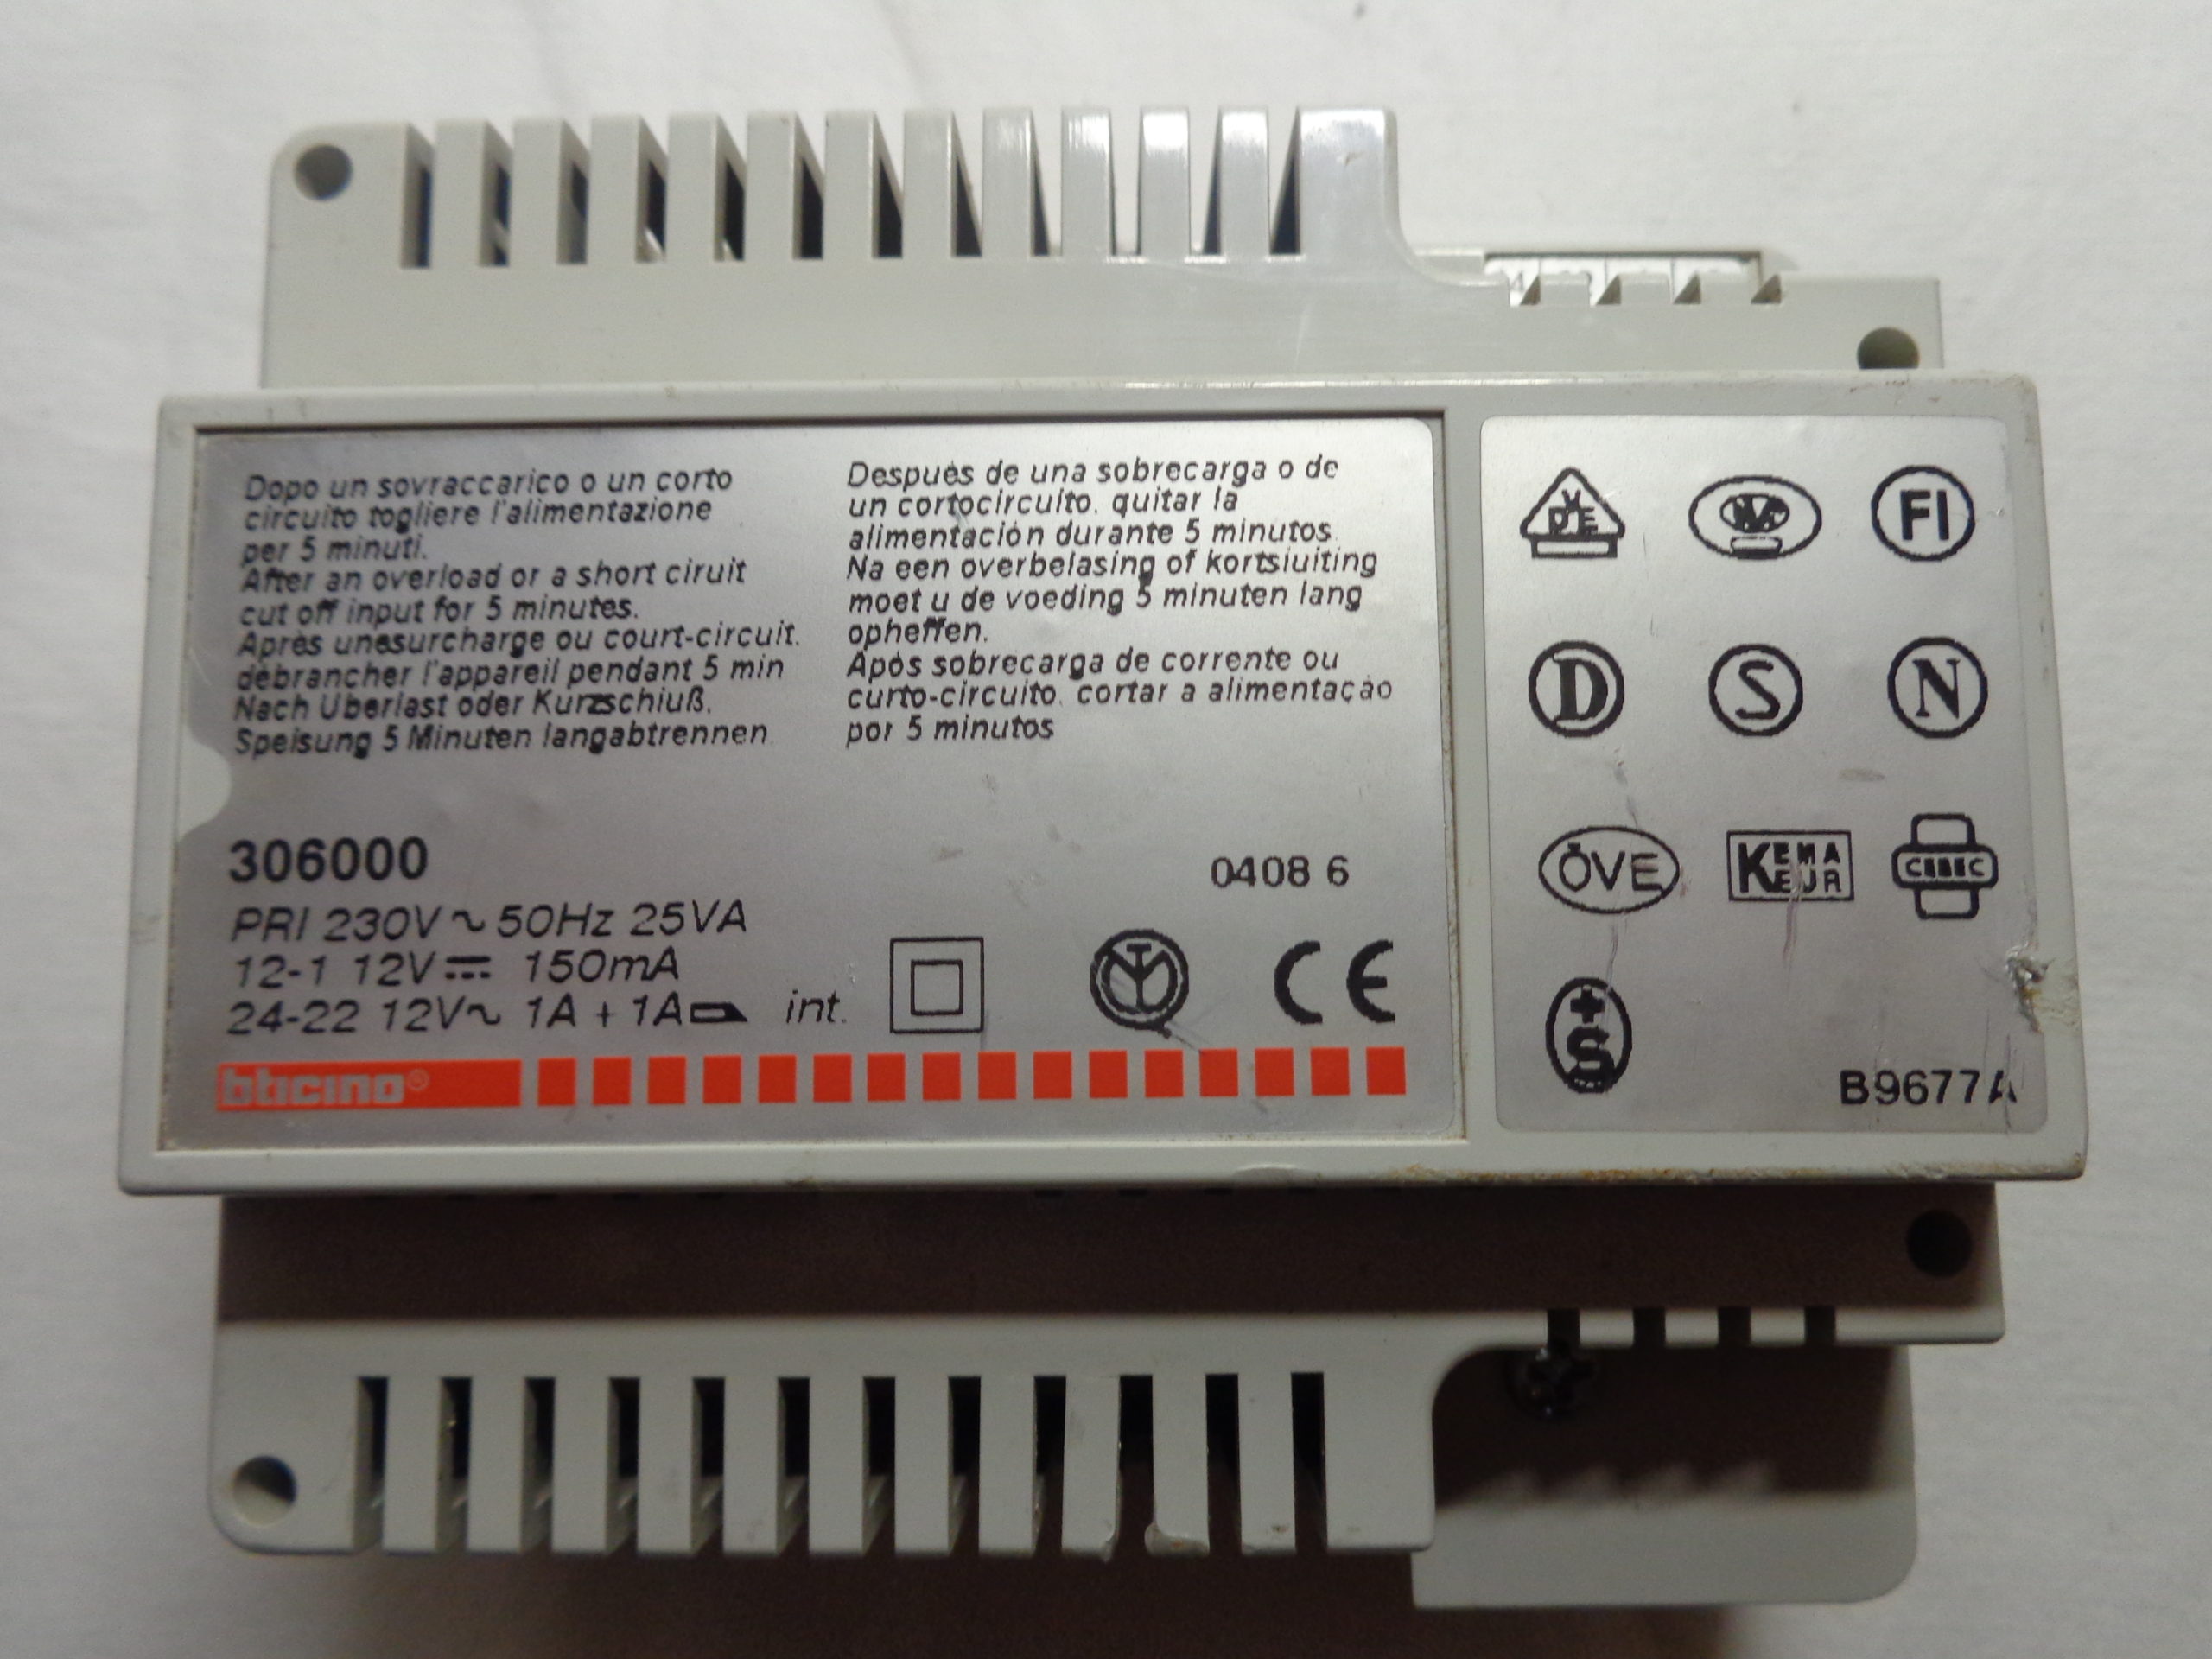 Dopo un sovraccarico o un corto
circuito togliere l'alimentazione
per 5 minuti.
After an overload or a short ciruit
cut off input for 5 minutes.
Après unesurcharge ou court-circuit.
débrancher l'appareil pendant 5 min
Nach Uberlast oder Kurzschiuß.
Speisung 5 Minuten langabtrennen
Después de una sobrecarga o de
un cortocircuito. quitar la
alimentación durante 5 minutos
Na een overbelasing of kortsiuiting
moet u de voeding 5 minuten lang
opheffen.
Após sobrecarga de corrente ou
curto-circuito. cortar a alimentação
por 5 minutos
306000
0408 6
PRI 230V ~ 50Hz 25VA
12-1 12V⎓ 150mA
24-22 12V~ 1A + 1A int.
CE
bticino®
VDE
FI
D S N
ÖVE KEMA KEUR CEBEC
+S
B9677A